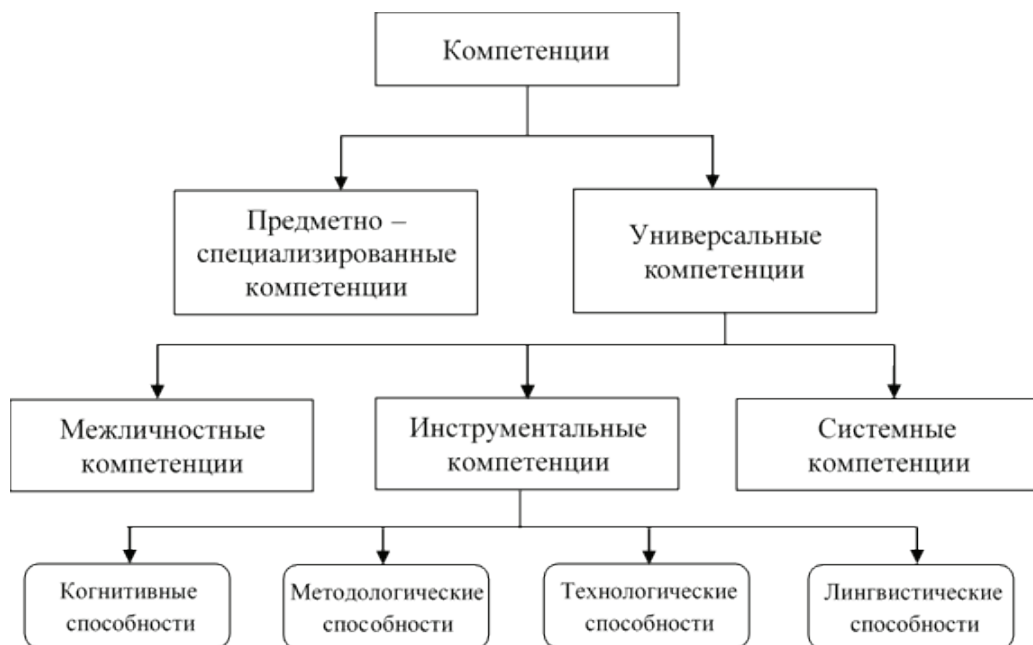 Компетенции
Предметно –
специализированные
компетенции
Универсальные
компетенции
Межличностные
компетенции
Инструментальные
компетенции
Системные
компетенции
Когнитивные
способности
Методологические
способности
Технологические
способности
Лингвистические
способности